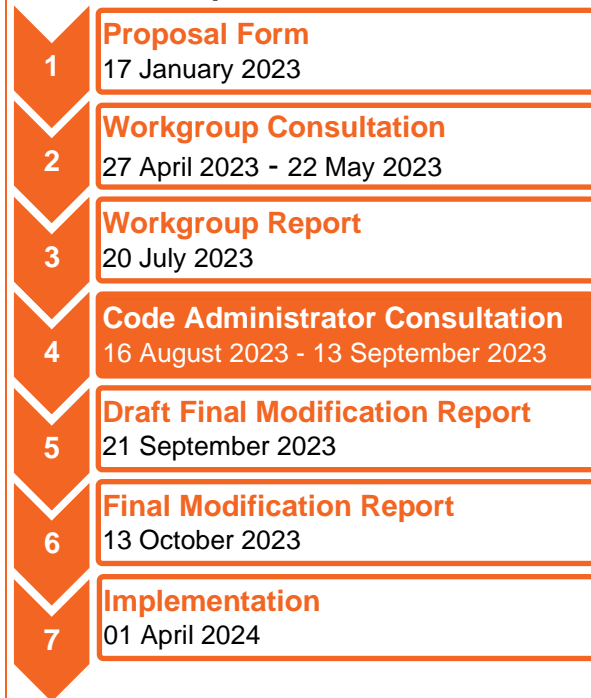 1
Proposal Form
17 January 2023
2
Workgroup Consultation
27 April 2023 - 22 May 2023
3
Workgroup Report
20 July 2023
4
Code Administrator Consultation
16 August 2023 - 13 September 2023
5
Draft Final Modification Report
21 September 2023
6
Final Modification Report
13 October 2023
7
Implementation
01 April 2024